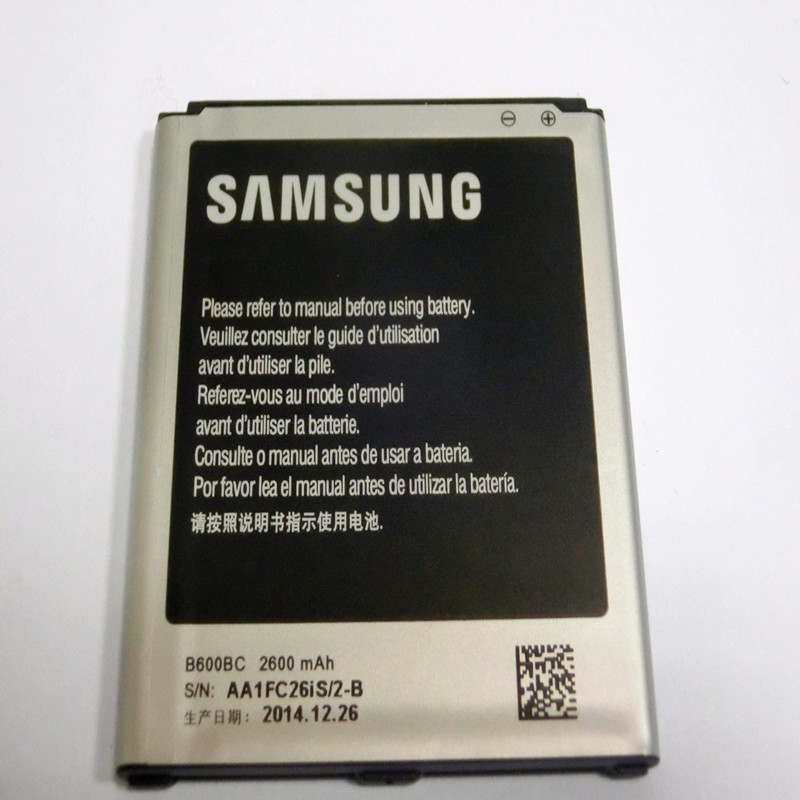 ⊖ ⊕
SAMSUNG
Please refer to manual before using battery.
Veuillez consulter le guide d'utilisation
avant d'utiliser la pile.
Referez-vous au mode d'emploi
avant d'utiliser la batterie.
Consulte o manual antes de usar a bateria.
Por favor lea el manual antes de utilizar la batería.
请按照说明书指示使用电池.
B600BC 2600 mAh
S/N: AA1FC26iS/2-B
生产日期: 2014.12.26